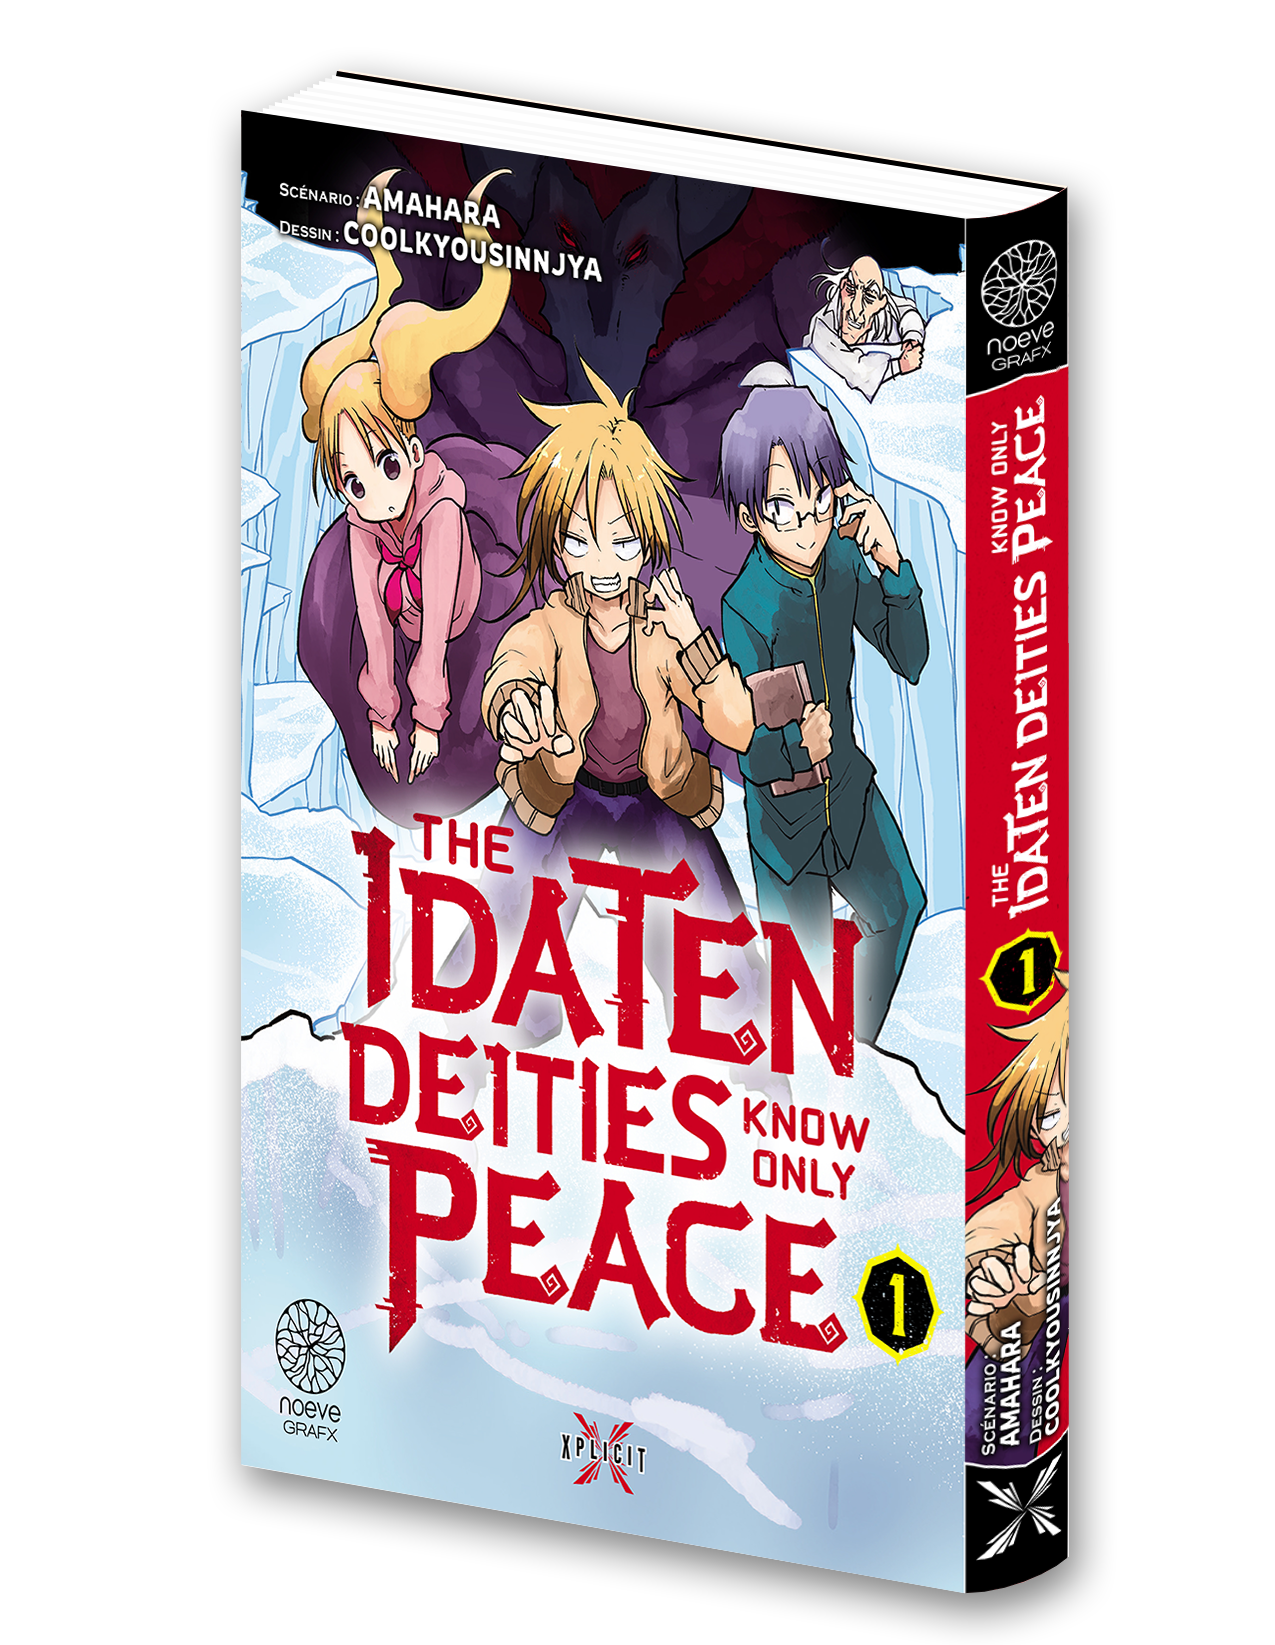 SCÉNARIO : AMAHARA
DESSIN : COOLKYOUSINNJYA
THE
IDATEN
DEITIES
KNOW
ONLY
PEACE
1
noeve
GRAFX
XPLICIT
noeve
GRAFX
THE
IDATEN DEITIES
KNOW ONLY
PEACE
1
SCÉNARIO :
AMAHARA
DESSIN :
COOLKYOUSINNJYA